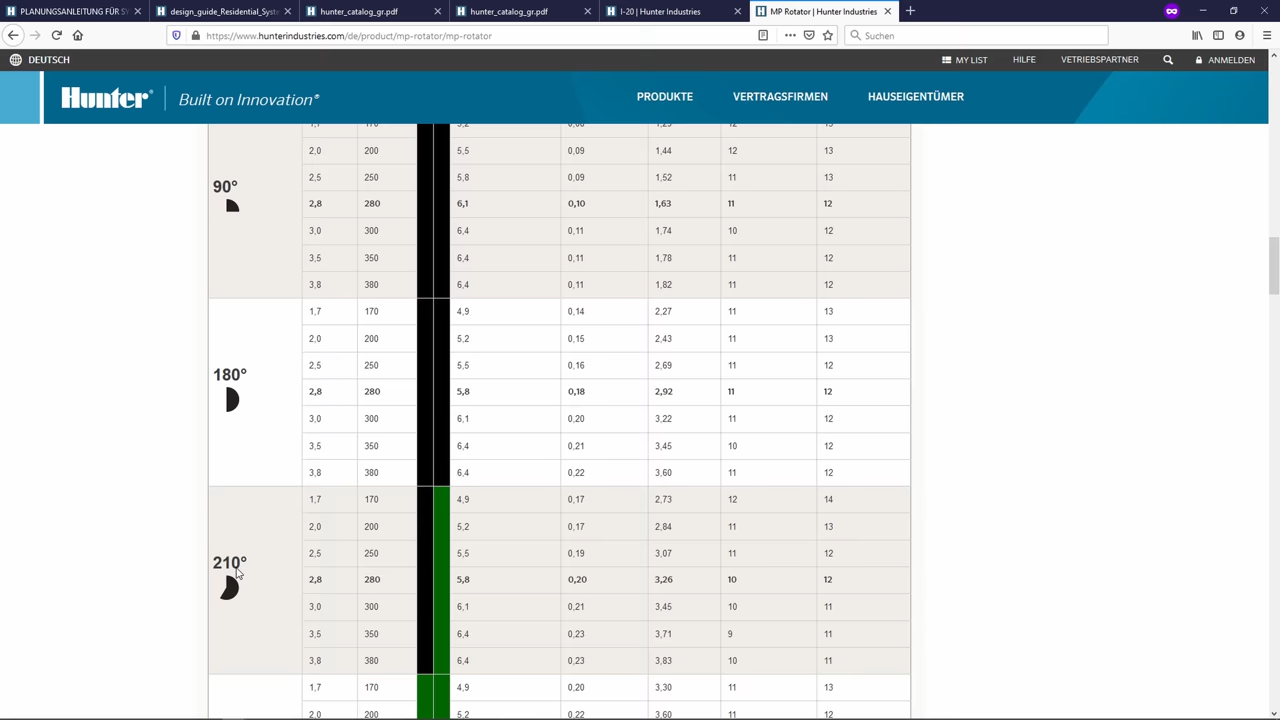 PLANUNGSANLEITUNG FÜR SY
design_guide_Residential_Syste
hunter_catalog_gr.pdf
hunter_catalog_gr.pdf
I-20 | Hunter Industries
MP Rotator | Hunter Industries
https://www.hunterindustries.com/de/product/mp-rotator/mp-rotator
Suchen
DEUTSCH
MY LIST
HILFE
VETRIEBSPARTNER
ANMELDEN
Hunter®
Built on Innovation®
PRODUKTE
VERTRAGSFIRMEN
HAUSEIGENTÜMER
2,0 200 5,5 0,09 1,44 12 13
2,5 250 5,8 0,09 1,52 11 13
90°
2,8 280 6,1 0,10 1,63 11 12
3,0 300 6,4 0,11 1,74 10 12
3,5 350 6,4 0,11 1,78 11 12
3,8 380 6,4 0,11 1,82 11 12
1,7 170 4,9 0,14 2,27 11 13
2,0 200 5,2 0,15 2,43 11 13
2,5 250 5,5 0,16 2,69 11 12
180°
2,8 280 5,8 0,18 2,92 11 12
3,0 300 6,1 0,20 3,22 11 12
3,5 350 6,4 0,21 3,45 10 12
3,8 380 6,4 0,22 3,60 11 12
1,7 170 4,9 0,17 2,73 12 14
2,0 200 5,2 0,17 2,84 11 13
2,5 250 5,5 0,19 3,07 11 12
210°
2,8 280 5,8 0,20 3,26 10 12
3,0 300 6,1 0,21 3,45 10 11
3,5 350 6,4 0,23 3,71 9 11
3,8 380 6,4 0,23 3,83 10 11
1,7 170 4,9 0,20 3,30 11 13
2,0 200 5,2 0,22 3,60 11 12